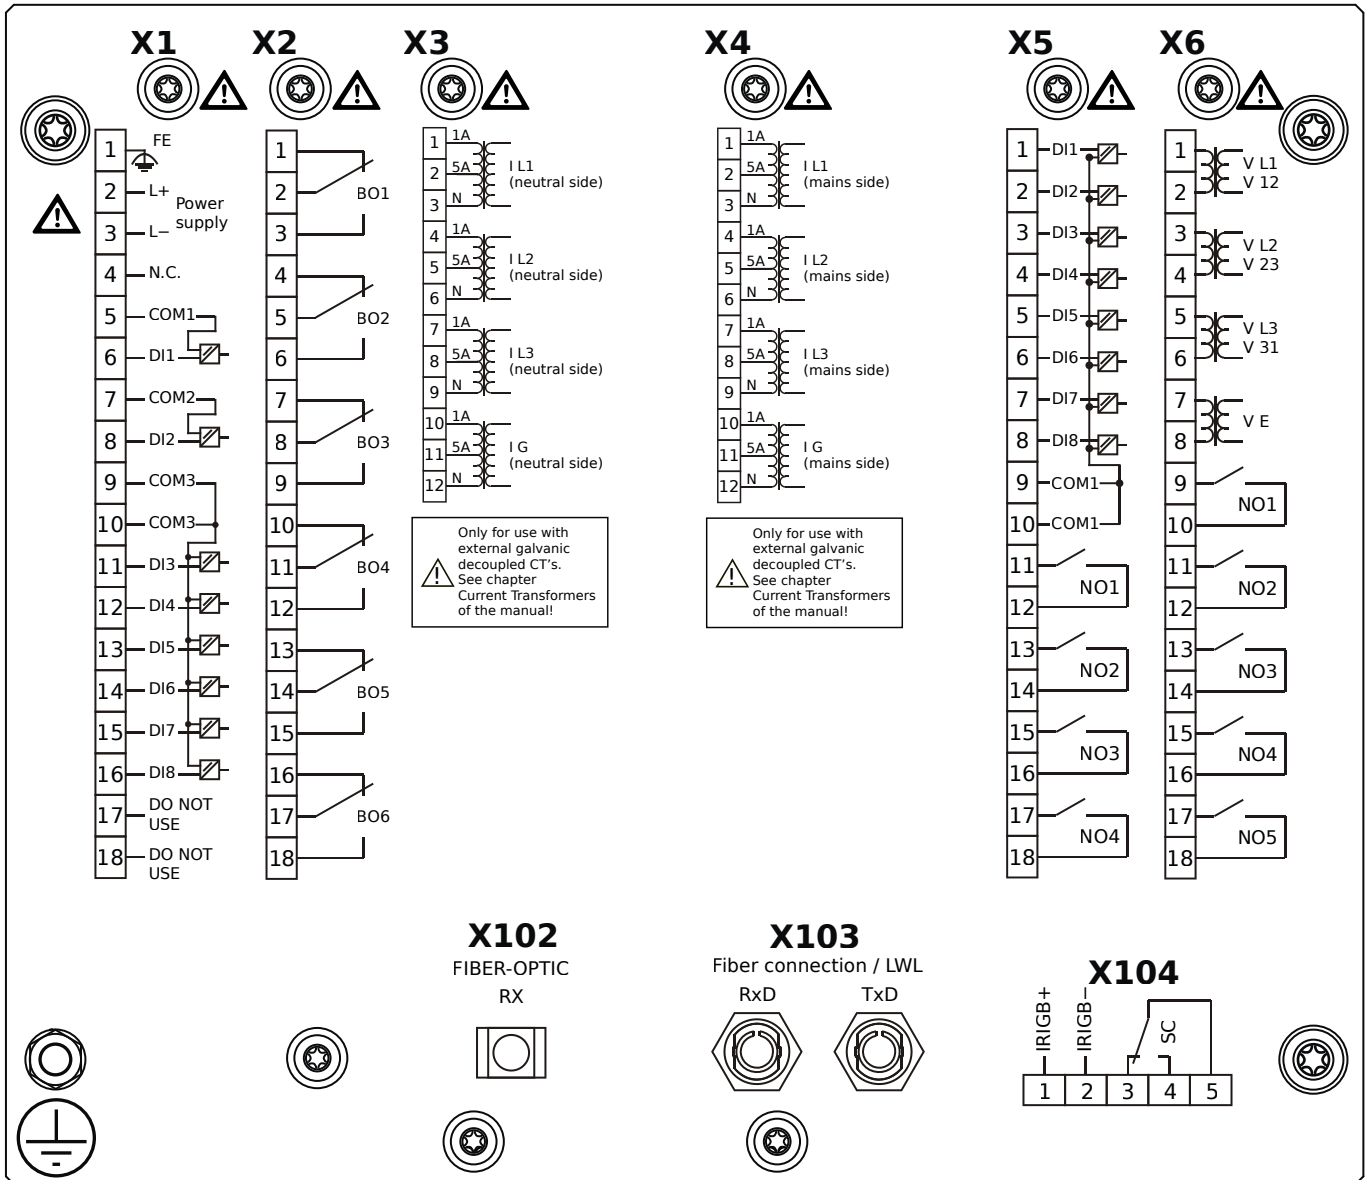 X1 X2 X3 X4 X5 X6
1 FE
2 L+ Power
supply
3 L−
4 N.C.
5 COM1
6 DI1
7 COM2
8 DI2
9 COM3
10 COM3
11 DI3
12 DI4
13 DI5
14 DI6
15 DI7
16 DI8
17 DO NOT
USE
18 DO NOT
USE
1
2 BO1
3
4
5 BO2
6
7
8 BO3
9
10
11 BO4
12
13
14 BO5
15
16
17 BO6
18
1 1A
2 5A I L1
(neutral side)
3 N
4 1A
5 5A I L2
(neutral side)
6 N
7 1A
8 5A I L3
(neutral side)
9 N
10 1A
11 5A I G
(neutral side)
12 N
Only for use with
external galvanic
decoupled CT’s.
See chapter
Current Transformers
of the manual!
1 1A
2 5A I L1
(mains side)
3 N
4 1A
5 5A I L2
(mains side)
6 N
7 1A
8 5A I L3
(mains side)
9 N
10 1A
11 5A I G
(mains side)
12 N
Only for use with
external galvanic
decoupled CT’s.
See chapter
Current Transformers
of the manual!
1 DI1
2 DI2
3 DI3
4 DI4
5 DI5
6 DI6
7 DI7
8 DI8
9 COM1
10 COM1
11
NO1
12
13
NO2
14
15
NO3
16
17
NO4
18
1 V L1
2 V 12
3 V L2
4 V 23
5 V L3
6 V 31
7
V E
8
9
NO1
10
11
NO2
12
13
NO3
14
15
NO4
16
17
NO5
18
X102
FIBER-OPTIC
RX
X103
Fiber connection / LWL
RxD TxD
X104
IRIGB+ IRIGB− SC
1 2 3 4 5